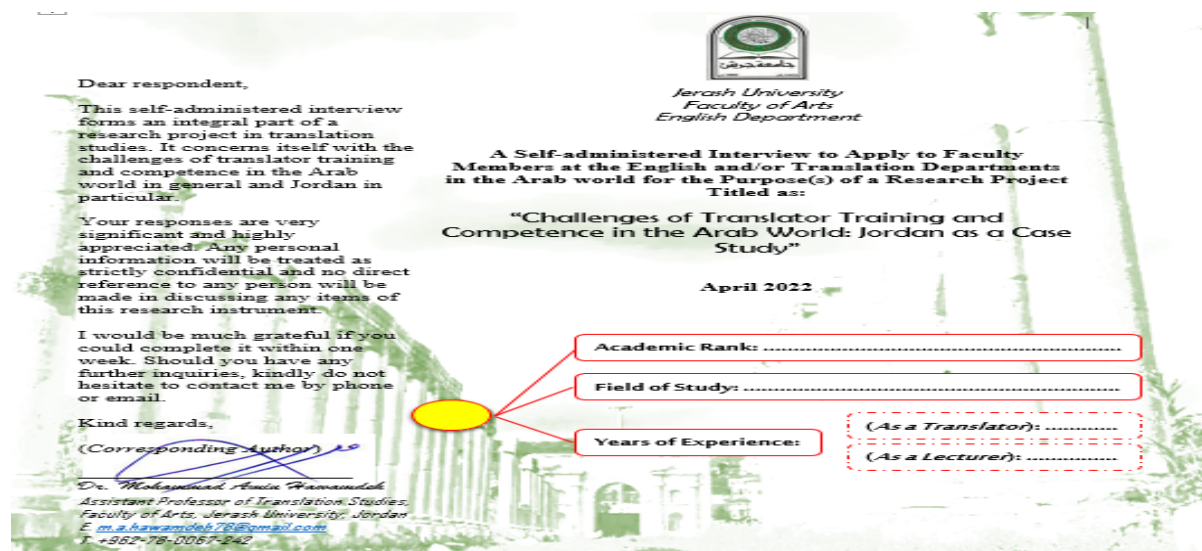 Dear respondent,
This self-administered interview
forms an integral part of a
research project in translation
studies. It concerns itself with the
challenges of translator training
and competence in the Arab
world in general and Jordan in
particular.
Your responses are very
significant and highly
appreciated. Any personal
information will be treated as
strictly confidential and no direct
reference to any person will be
made in discussing any items of
this research instrument.
I would be much grateful if you
could complete it within one
week. Should you have any
further inquiries, kindly do not
hesitate to contact me by phone
or email.
Kind regards,
(Corresponding Author)
Dr. Mohammad Amin Hawamdeh
Assistant Professor of Translation Studies,
Faculty of Arts, Jerash University, Jordan
E. m.a.hawamdeh78@gmail.com
T. +962-78-0067-242
جامعة جرش
Jerash University
Faculty of Arts
English Department
A Self-administered Interview to Apply to Faculty
Members at the English and/or Translation Departments
in the Arab world for the Purpose(s) of a Research Project
Titled as:
“Challenges of Translator Training and
Competence in the Arab World: Jordan as a Case
Study”
April 2022
Academic Rank: ....................................................................
Field of Study: ........................................................................
Years of Experience:
(As a Translator): ............
(As a Lecturer): ...............